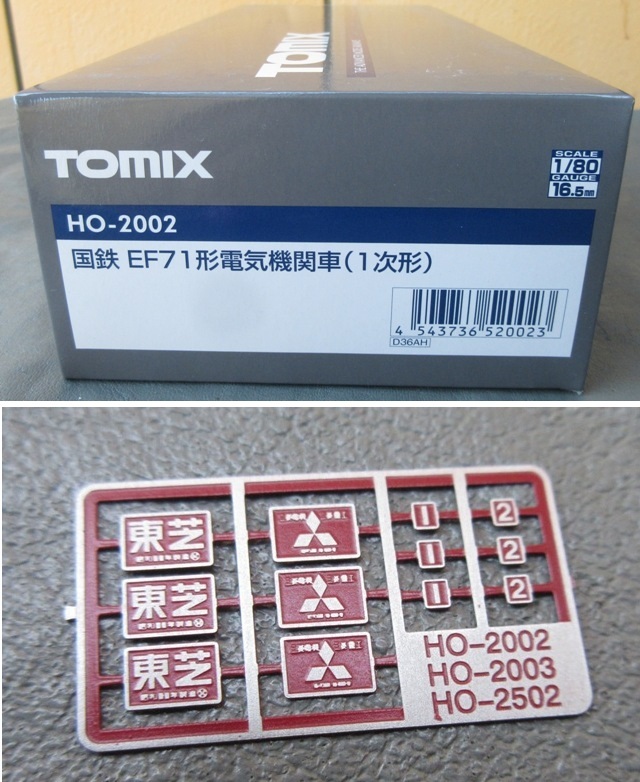 TOMIX
TOMIX
SCALE
1/80
GAUGE
16.5mm
HO-2002
国鉄 EF71形電気機関車(1次形)
4 543736 520023
D36AH
東芝
東芝
東芝
1
1
1
2
2
2
HO-2002
HO-2003
HO-2502